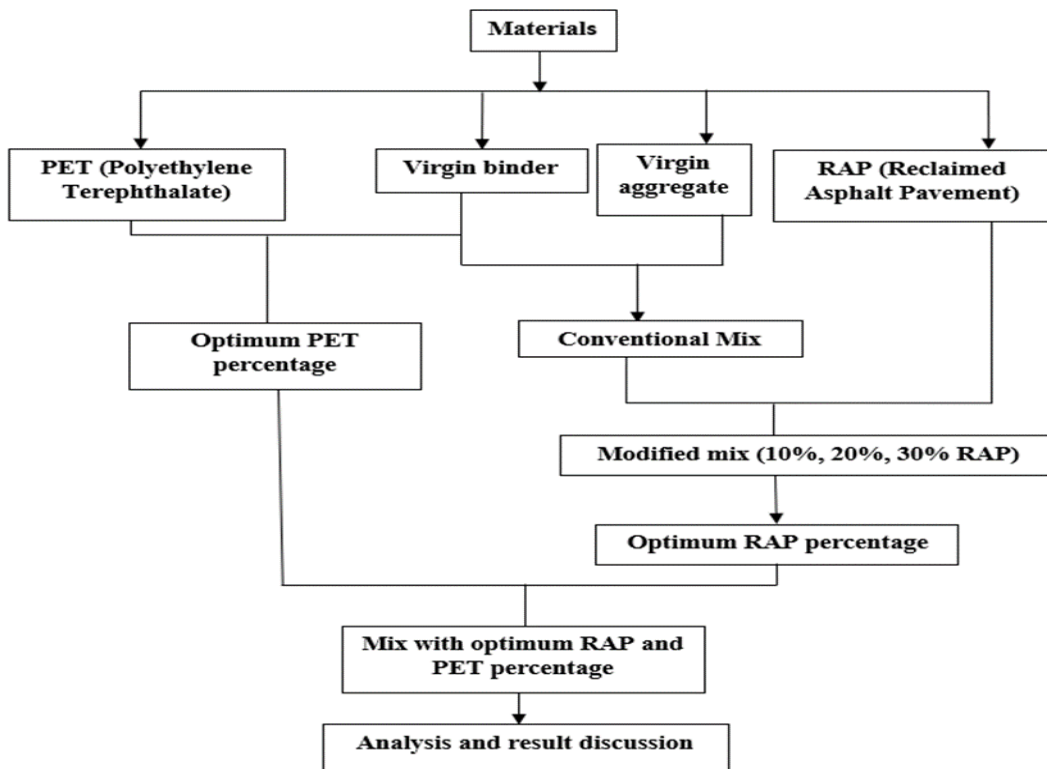 Materials
PET (Polyethylene
Terephthalate)
Virgin binder
Virgin
aggregate
RAP (Reclaimed
Asphalt Pavement)
Optimum PET
percentage
Conventional Mix
Modified mix (10%, 20%, 30% RAP)
Optimum RAP percentage
Mix with optimum RAP and
PET percentage
Analysis and result discussion